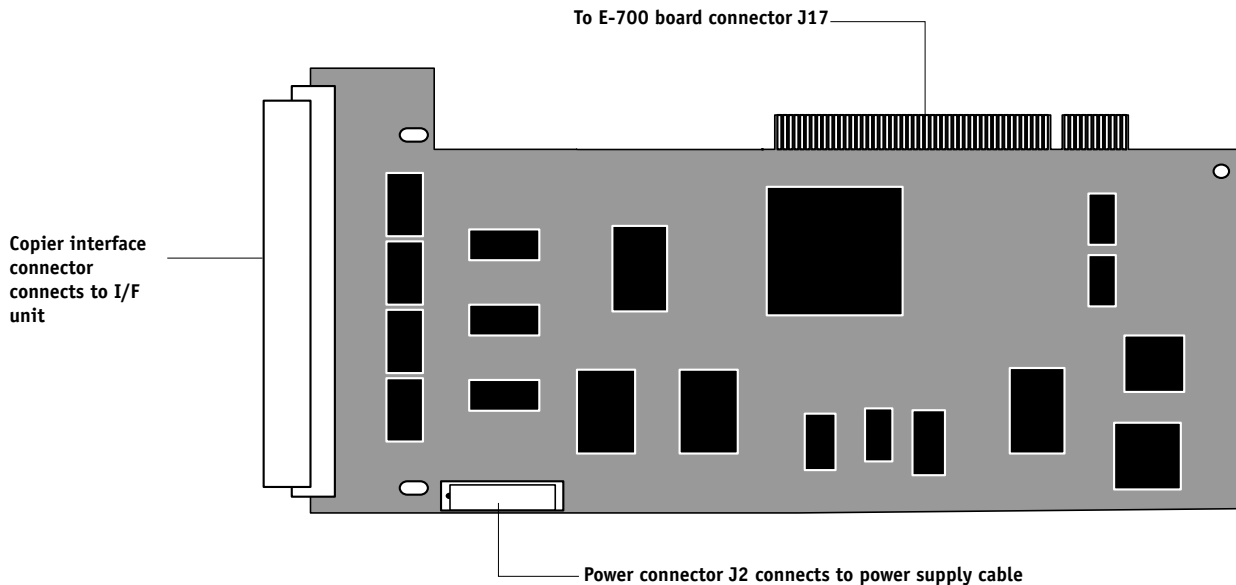 To E-700 board connector J17
Copier interface
connector
connects to I/F
unit
Power connector J2 connects to power supply cable